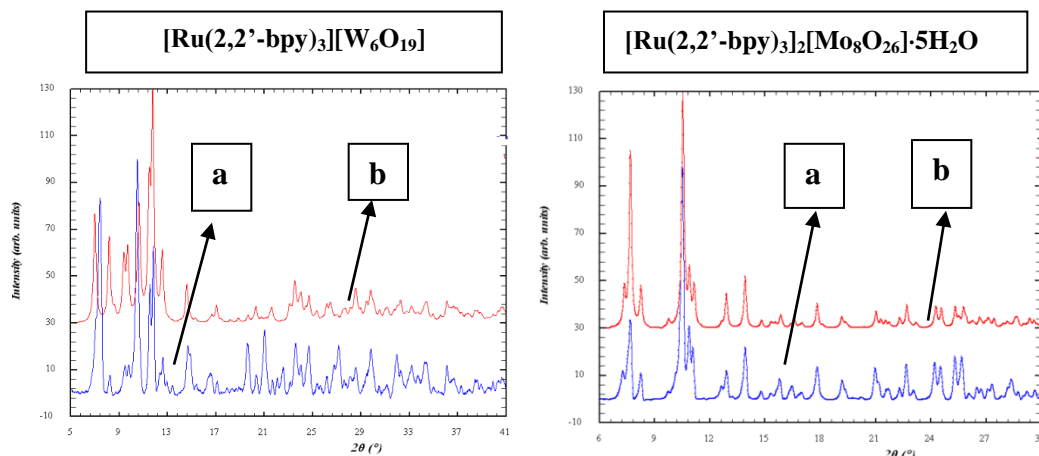 [Ru(2,2’-bpy)₃][W₆O₁₉]
[Ru(2,2’-bpy)₃]₂[Mo₈O₂₆]·5H₂O
130
110
90
70
50
30
10
-10
Intensity (arb. units)
a
b
5 9 13 17 21 25 29 33 37 41
2θ (°)
130
110
90
70
50
30
10
-10
Intensity (arb. units)
a
b
6 9 12 15 18 21 24 27
2θ (°)